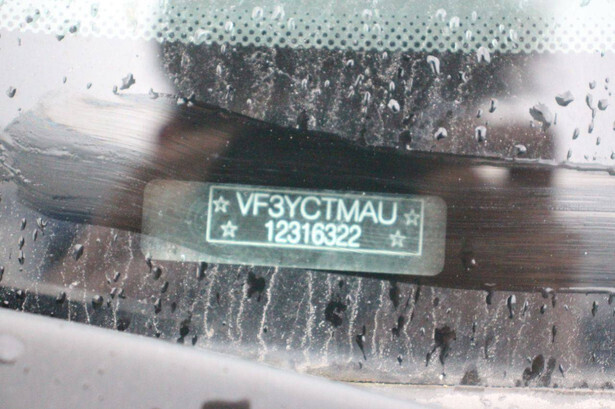 ☆ VF3YCTMAU ☆
☆ 12316322 ☆